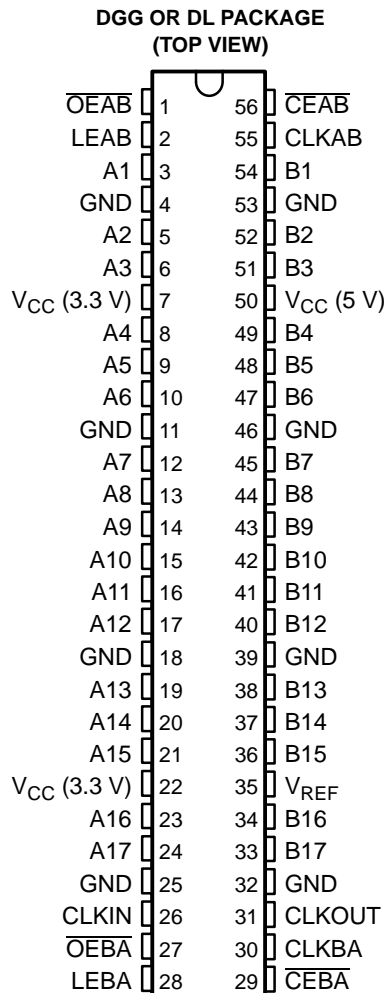 DGG OR DL PACKAGE
(TOP VIEW)
OEAB 1 56 CEAB
LEAB 2 55 CLKAB
A1 3 54 B1
GND 4 53 GND
A2 5 52 B2
A3 6 51 B3
VCC (3.3 V) 7 50 VCC (5 V)
A4 8 49 B4
A5 9 48 B5
A6 10 47 B6
GND 11 46 GND
A7 12 45 B7
A8 13 44 B8
A9 14 43 B9
A10 15 42 B10
A11 16 41 B11
A12 17 40 B12
GND 18 39 GND
A13 19 38 B13
A14 20 37 B14
A15 21 36 B15
VCC (3.3 V) 22 35 VREF
A16 23 34 B16
A17 24 33 B17
GND 25 32 GND
CLKIN 26 31 CLKOUT
OEBA 27 30 CLKBA
LEBA 28 29 CEBA